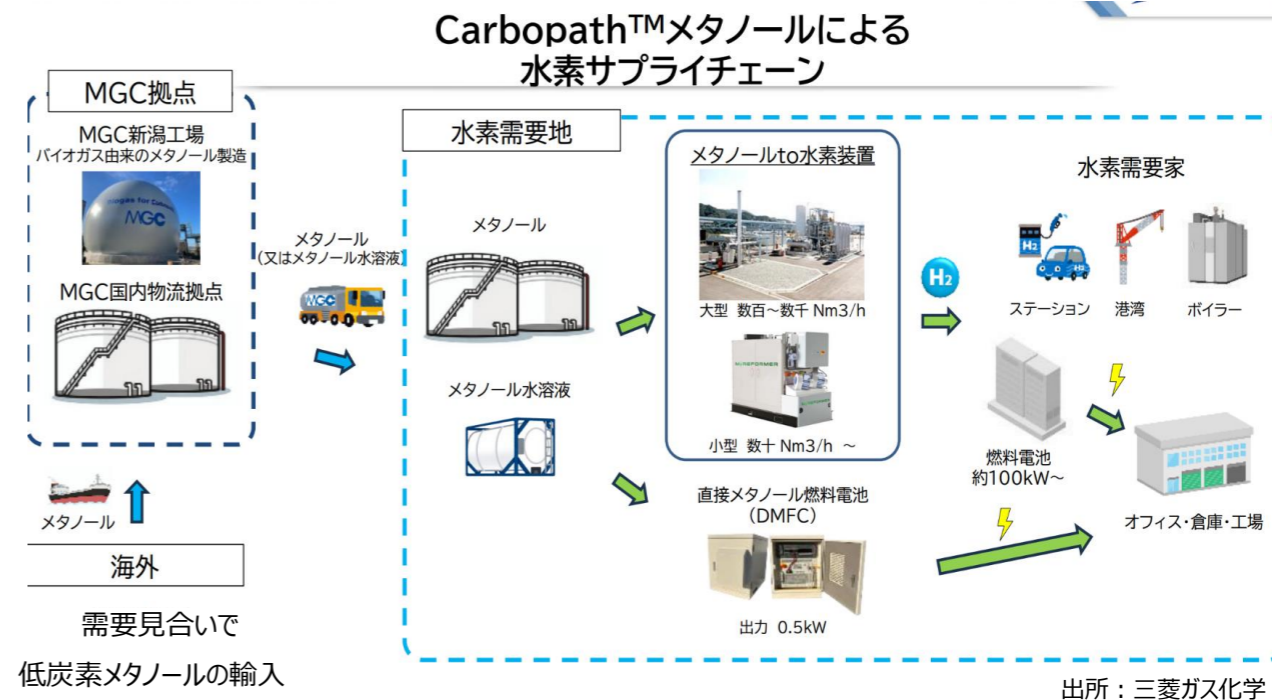 Carbopath™メタノールによる
水素サプライチェーン
MGC拠点
MGC新潟工場
バイオガス由来のメタノール製造
MGC
MGC国内物流拠点
メタノール
海外
需要見合いで
低炭素メタノールの輸入
メタノール
(又はメタノール水溶液)
MGC
水素需要地
メタノール
メタノール水溶液
メタノールto水素装置
大型 数百～数千 Nm3/h
小型 数十 Nm3/h ～
直接メタノール燃料電池
(DMFC)
出力 0.5kW
H2
水素需要家
H2
H2
ステーション
港湾
ボイラー
燃料電池
約100kW～
オフィス・倉庫・工場
出所：三菱ガス化学